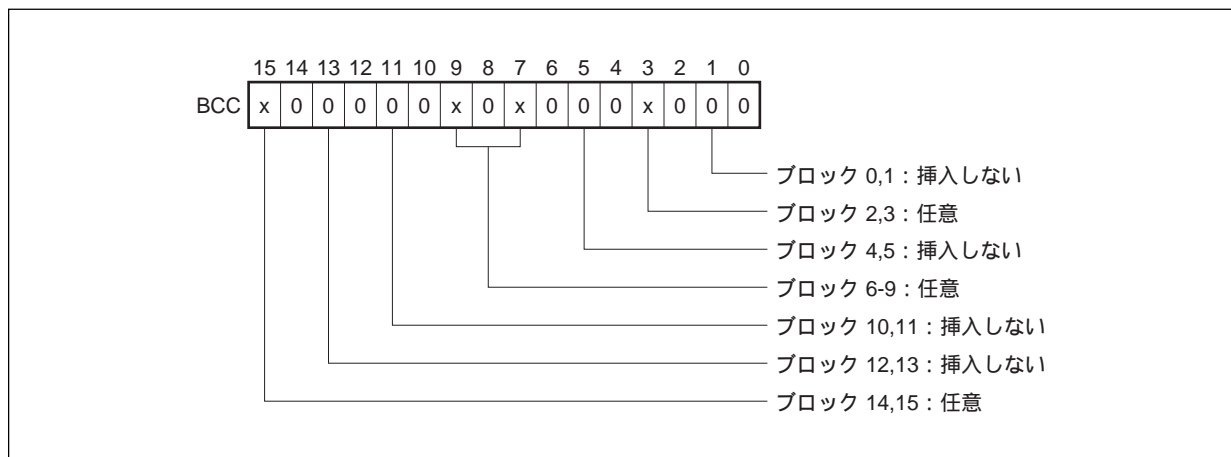 15 14 13 12 11 10 9 8 7 6 5 4 3 2 1 0
BCC x 0 0 0 0 0 x 0 x 0 0 0 x 0 0 0
ブロック 0,1：挿入しない
ブロック 2,3：任意
ブロック 4,5：挿入しない
ブロック 6-9：任意
ブロック 10,11：挿入しない
ブロック 12,13：挿入しない
ブロック 14,15：任意